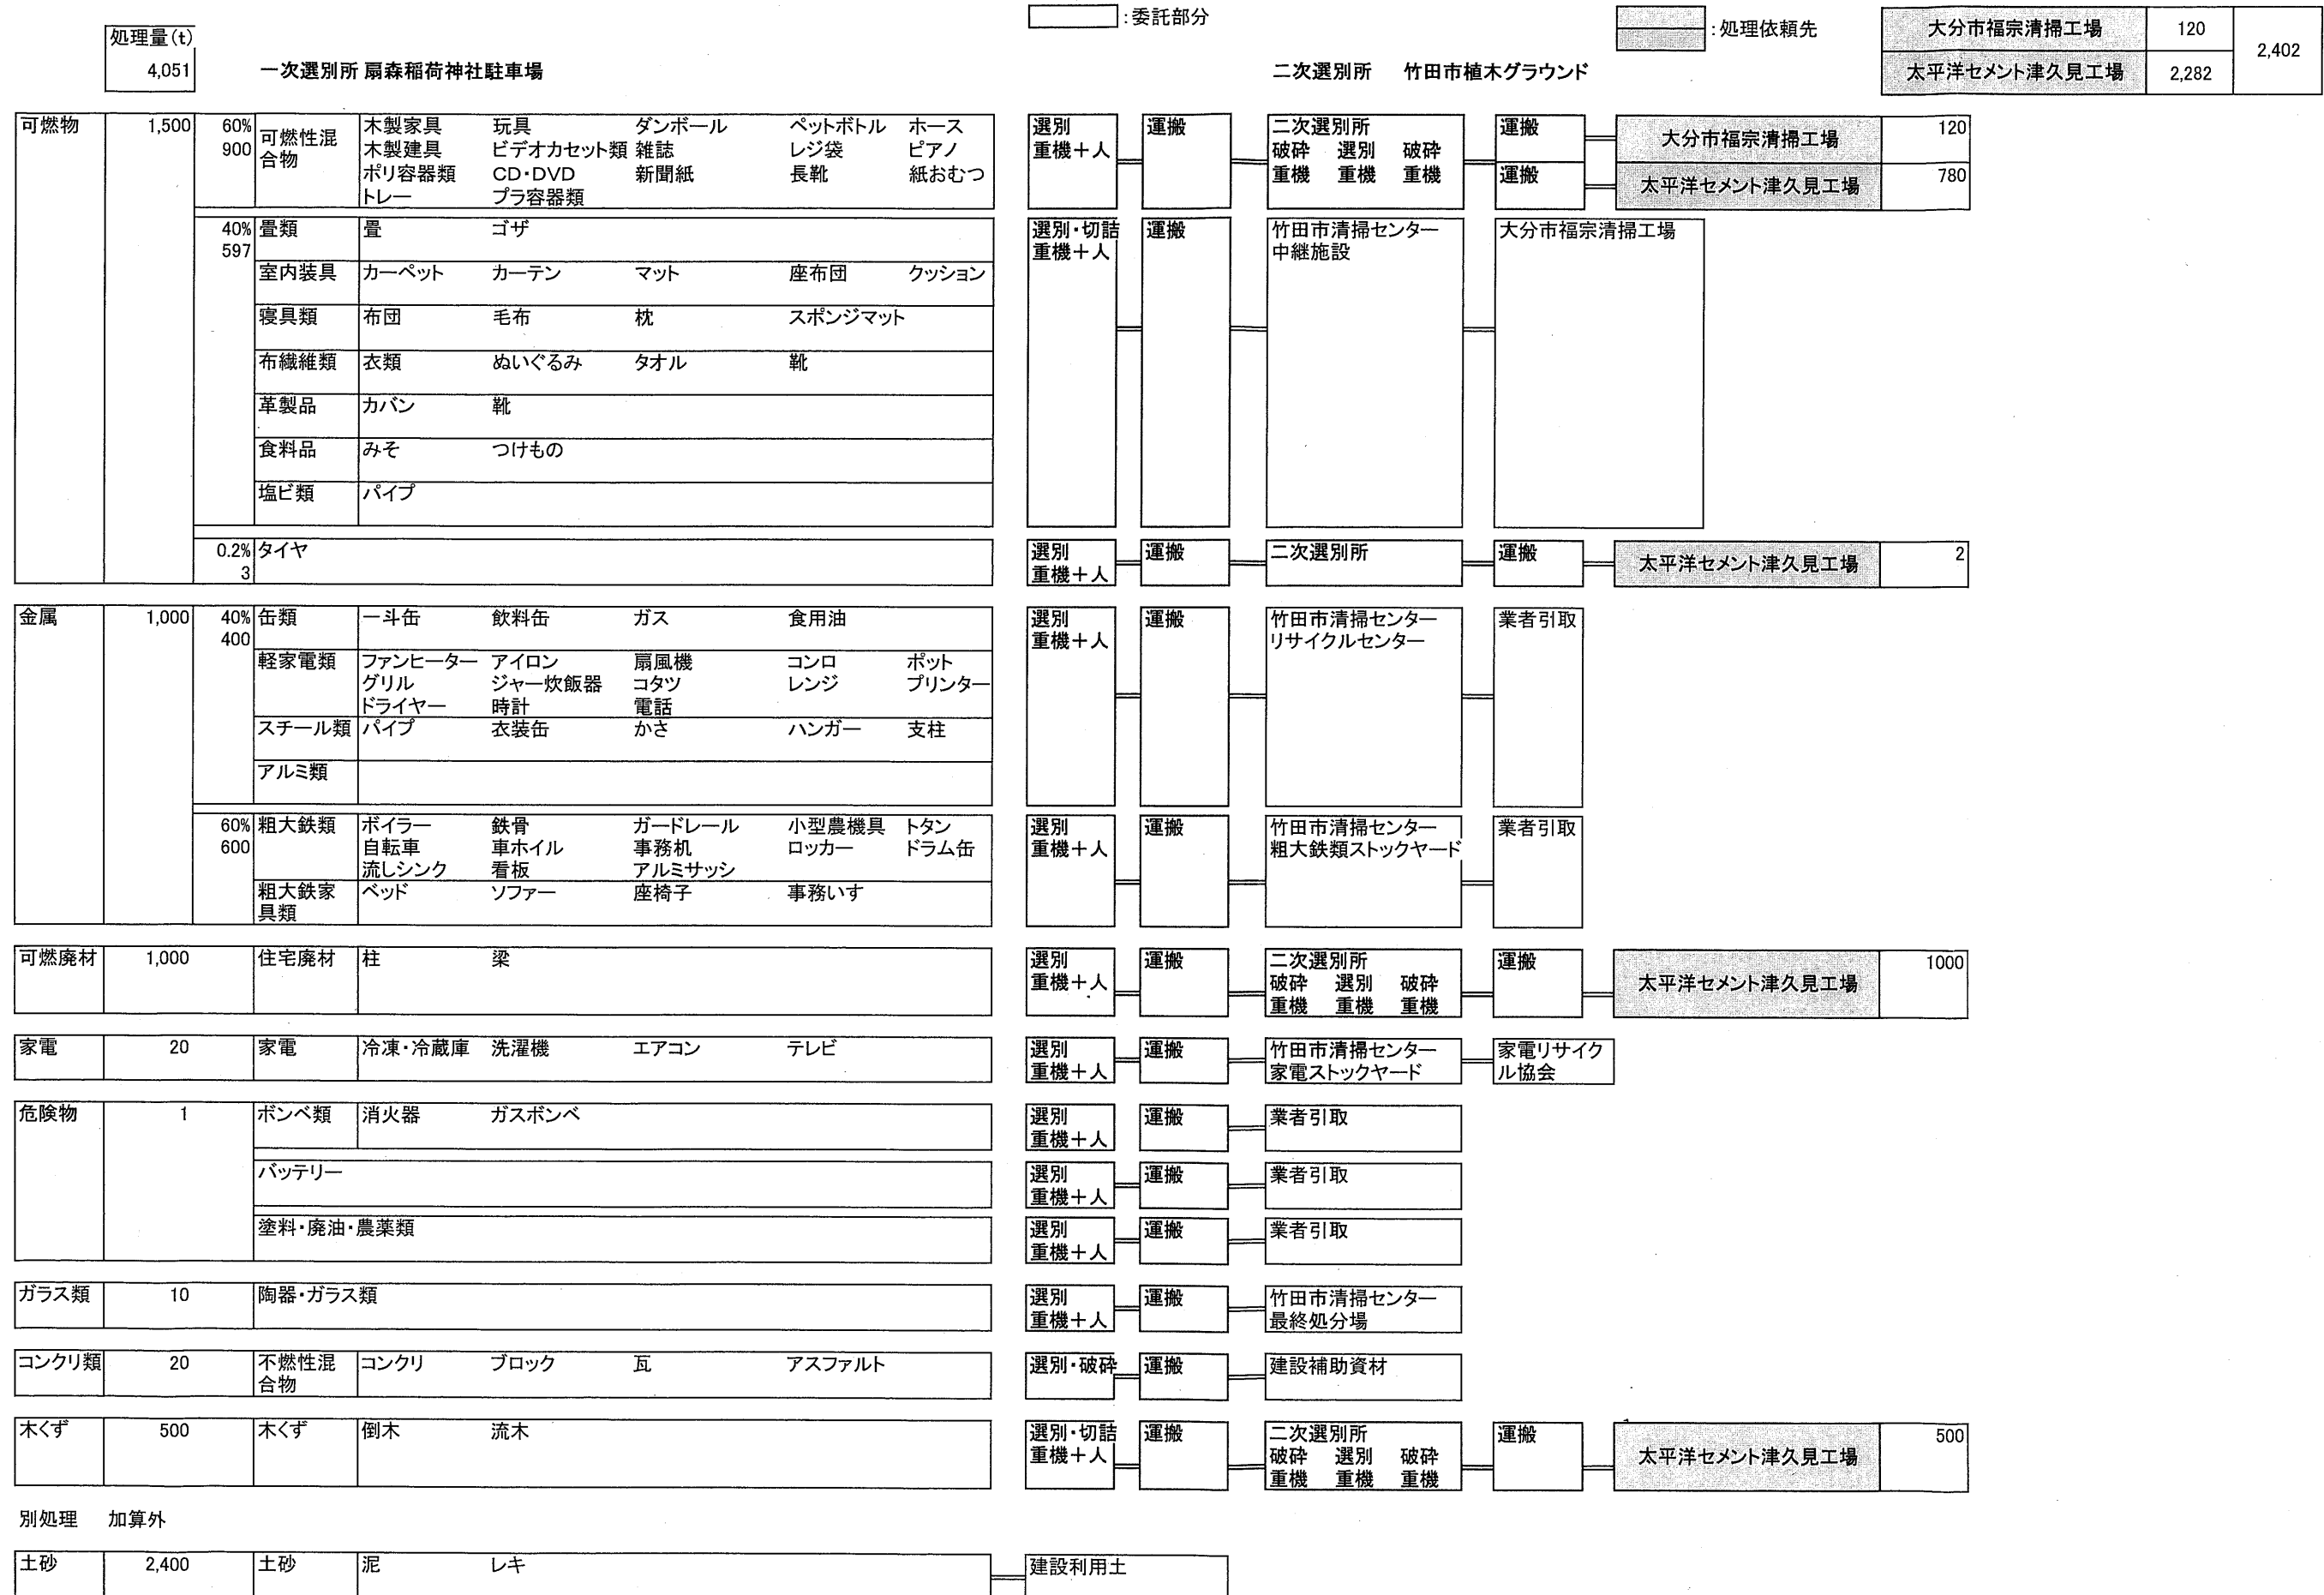 :委託部分
:処理依頼先
大分市福宗清掃工場 120 2,402
太平洋セメント津久見工場 2,282
処理量(t)
4,051
一次選別所 扇森稲荷神社駐車場
二次選別所 竹田市植木グラウンド
可燃物 1,500 60% 900 可燃性混合物
木製家具 玩具 ダンボール ペットボトル ホース
木製建具 ビデオカセット類 雑誌 レジ袋 ピアノ
ポリ容器類 CD・DVD 新聞紙 長靴 紙おむつ
トレー プラ容器類
選別 運搬 二次選別所 運搬 大分市福宗清掃工場 120
重機+人 破砕 選別 破砕
重機 重機 重機 運搬 太平洋セメント津久見工場 780
40% 畳類 畳 ゴザ
597
選別・切詰 運搬 竹田市清掃センター 大分市福宗清掃工場
重機+人 中継施設
室内装具 カーペット カーテン マット 座布団 クッション
寝具類 布団 毛布 枕 スポンジマット
布繊維類 衣類 ぬいぐるみ タオル 靴
革製品 カバン 靴
食料品 みそ つけもの
塩ビ類 パイプ
0.2% タイヤ 選別 運搬 二次選別所 運搬 太平洋セメント津久見工場 2
3 重機+人
金属 1,000 40% 缶類 一斗缶 飲料缶 ガス 食用油
400
選別 運搬 竹田市清掃センター 業者引取
重機+人 リサイクルセンター
軽家電類 ファンヒーター アイロン 扇風機 コンロ ポット
グリル ジャー炊飯器 コタツ レンジ プリンター
ドライヤー 時計 電話
スチール類 パイプ 衣装缶 かさ ハンガー 支柱
アルミ類
60% 粗大鉄類 ボイラー 鉄骨 ガードレール 小型農機具 トタン
600 自転車 車ホイル 事務机 ロッカー ドラム缶
流しシンク 看板 アルミサッシ
選別 運搬 竹田市清掃センター 業者引取
重機+人 粗大鉄類ストックヤード
粗大鉄家具類 ベッド ソファー 座椅子 事務いす
可燃廃材 1,000 住宅廃材 柱 梁
選別 運搬 二次選別所 運搬 太平洋セメント津久見工場 1000
重機+人 破砕 選別 破砕
重機 重機 重機
家電 20 家電 冷凍・冷蔵庫 洗濯機 エアコン テレビ
選別 運搬 竹田市清掃センター 家電リサイクル協会
重機+人 家電ストックヤード
危険物 1 ボンベ類 消火器 ガスボンベ 選別 運搬 業者引取
重機+人
バッテリー 選別 運搬 業者引取
重機+人
塗料・廃油・農薬類 選別 運搬 業者引取
重機+人
ガラス類 10 陶器・ガラス類 選別 運搬 竹田市清掃センター
重機+人 最終処分場
コンクリ類 20 不燃性混合物 コンクリ ブロック 瓦 アスファルト 選別・破砕 運搬 建設補助資材
木くず 500 木くず 倒木 流木
選別・切詰 運搬 二次選別所 運搬 太平洋セメント津久見工場 500
重機+人 破砕 選別 破砕
重機 重機 重機
別処理 加算外
土砂 2,400 土砂 泥 レキ 建設利用土